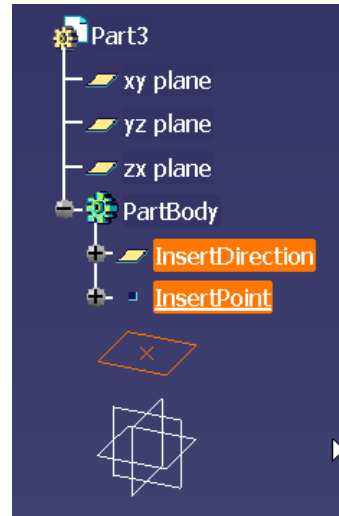 Part3
xy plane
yz plane
zx plane
PartBody
InsertDirection
InsertPoint